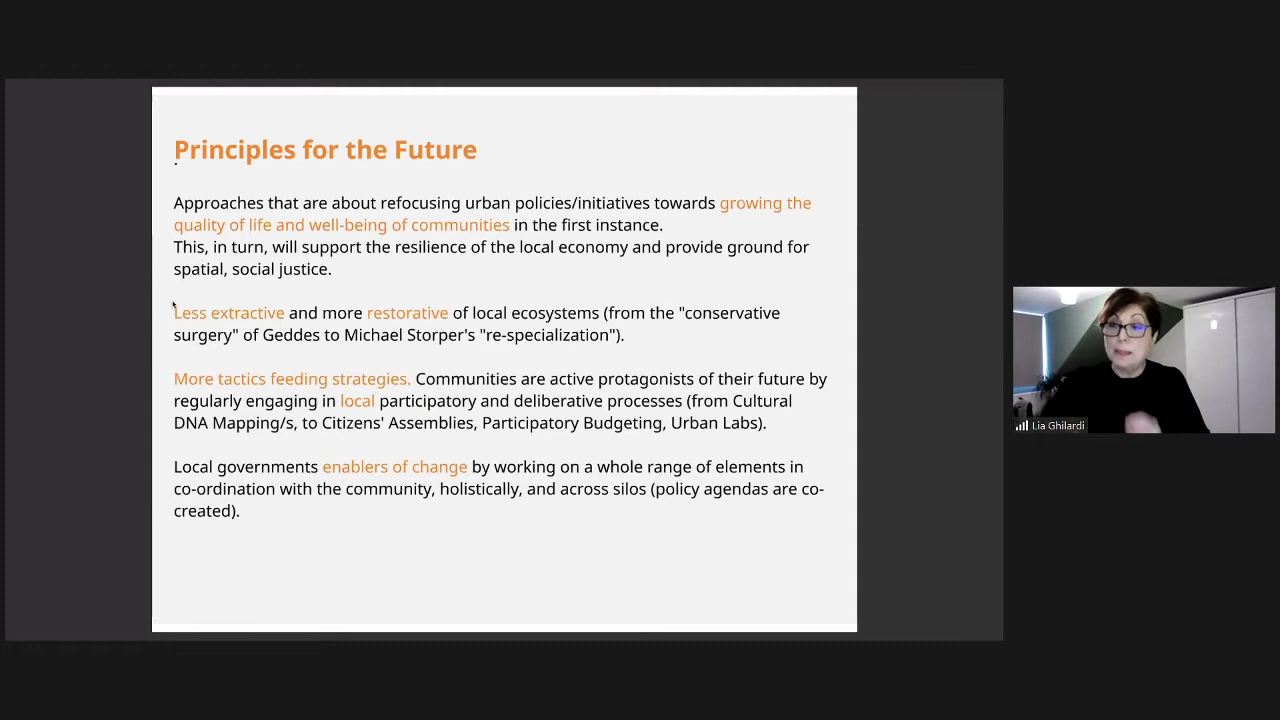 Principles for the Future
.
Approaches that are about refocusing urban policies/initiatives towards growing the
quality of life and well-being of communities in the first instance.
This, in turn, will support the resilience of the local economy and provide ground for
spatial, social justice.
Less extractive and more restorative of local ecosystems (from the "conservative
surgery" of Geddes to Michael Storper's "re-specialization").
More tactics feeding strategies. Communities are active protagonists of their future by
regularly engaging in local participatory and deliberative processes (from Cultural
DNA Mapping/s, to Citizens' Assemblies, Participatory Budgeting, Urban Labs).
Local governments enablers of change by working on a whole range of elements in
co-ordination with the community, holistically, and across silos (policy agendas are co-
created).
Lia Ghilardi